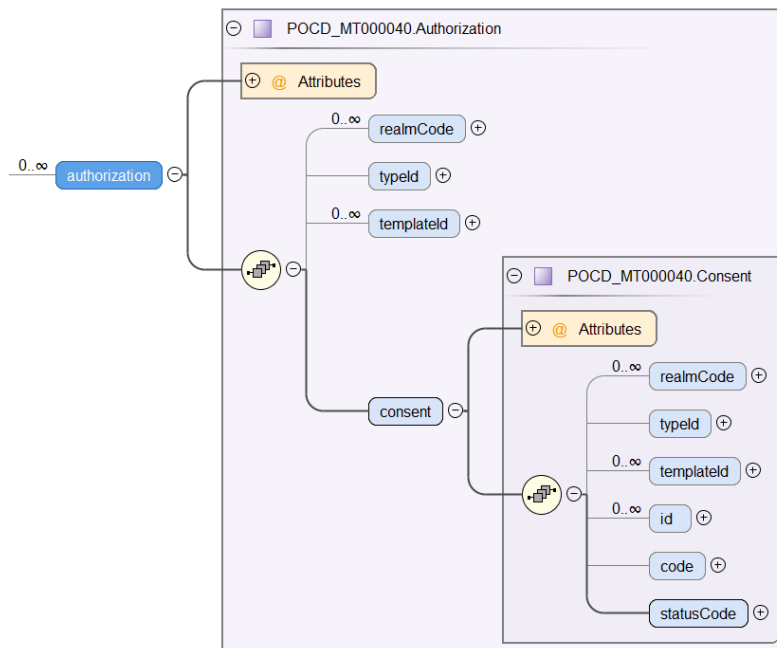 POCD_MT000040.Authorization
@ Attributes
0..∞
realmCode
0..∞
authorization
typeId
0..∞
templateId
POCD_MT000040.Consent
@ Attributes
0..∞
realmCode
consent
typeId
0..∞
templateId
0..∞
id
code
statusCode